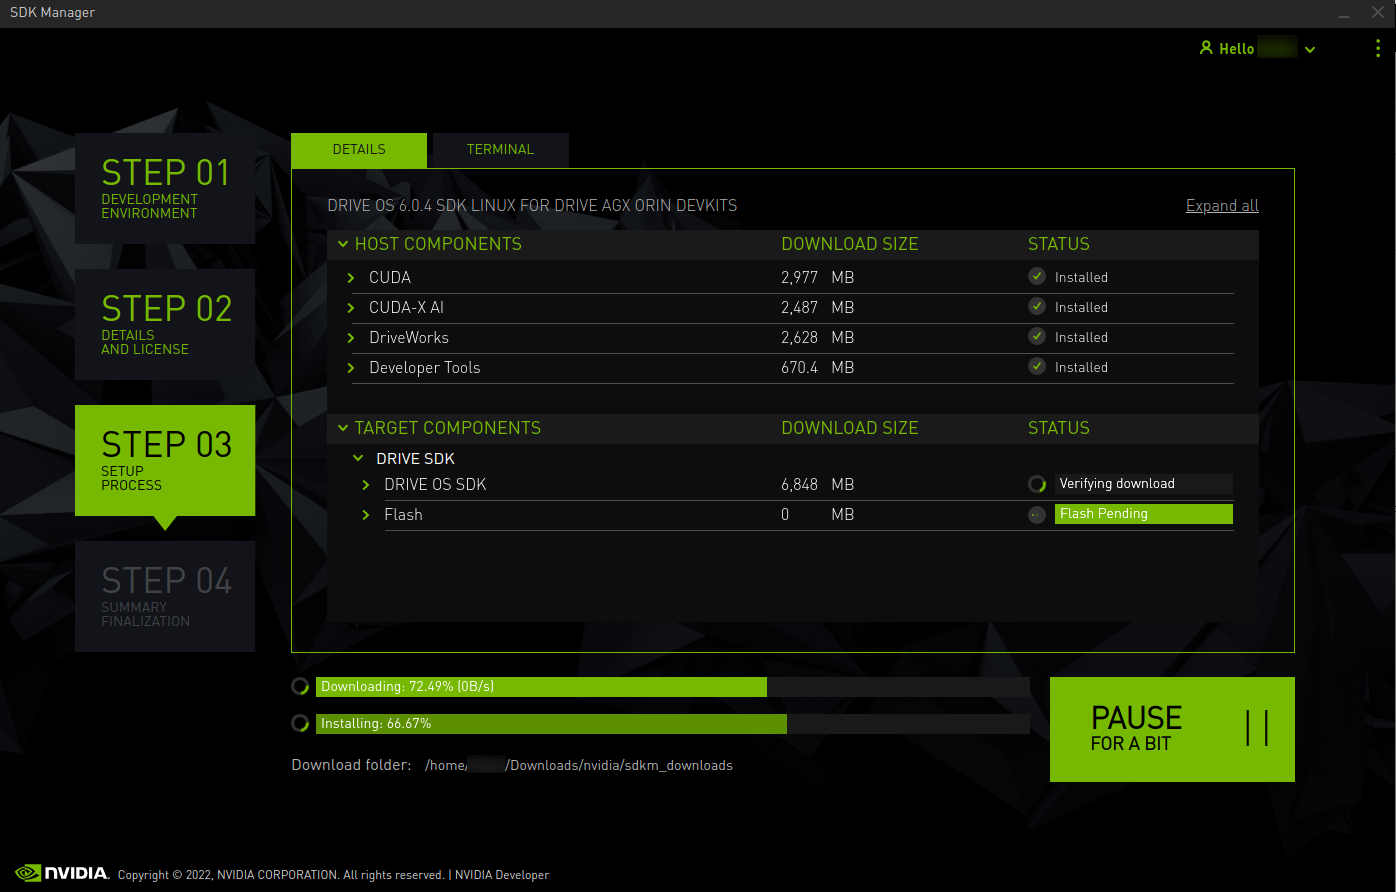 SDK Manager
Hello
STEP 01
DEVELOPMENT
ENVIRONMENT
STEP 02
DETAILS
AND LICENSE
STEP 03
SETUP
PROCESS
STEP 04
SUMMARY
FINALIZATION
DETAILS TERMINAL
DRIVE OS 6.0.4 SDK LINUX FOR DRIVE AGX ORIN DEVKITS Expand all
HOST COMPONENTS DOWNLOAD SIZE STATUS
CUDA 2,977 MB Installed
CUDA-X AI 2,487 MB Installed
DriveWorks 2,628 MB Installed
Developer Tools 670.4 MB Installed
TARGET COMPONENTS DOWNLOAD SIZE STATUS
DRIVE SDK
DRIVE OS SDK 6,848 MB Verifying download
Flash 0 MB Flash Pending
Downloading: 72.49% (0B/s)
Installing: 66.67%
Download folder: /home/ /Downloads/nvidia/sdkm_downloads
PAUSE
FOR A BIT
NVIDIA. Copyright © 2022, NVIDIA CORPORATION. All rights reserved. | NVIDIA Developer